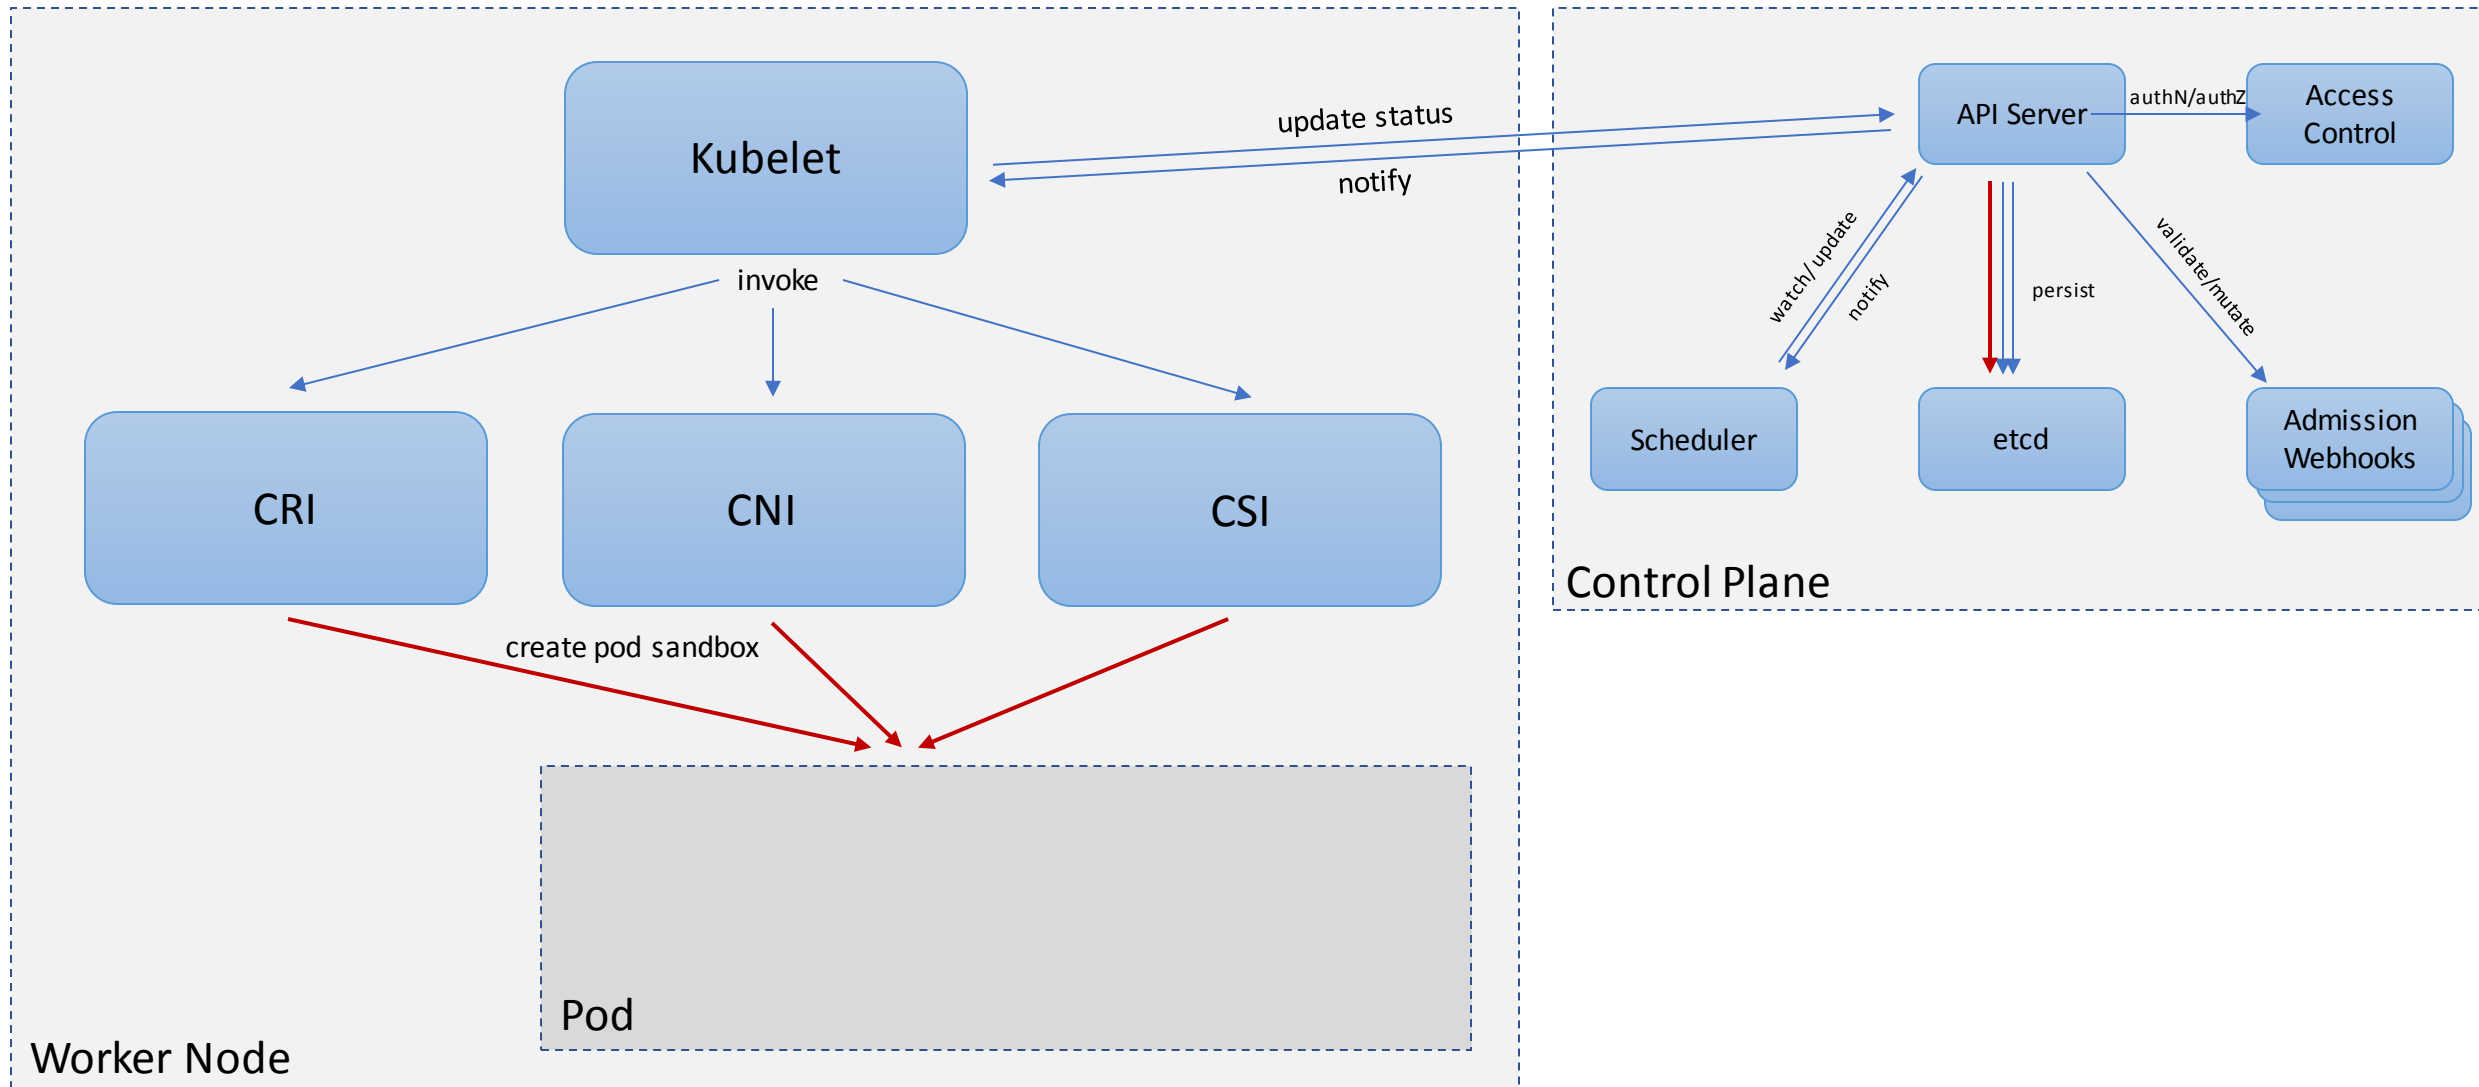 Kubelet
update status
notify
invoke
CRI
CNI
CSI
create pod sandbox
Pod
Worker Node
API Server
authN/authZ
Access
Control
watch/update
notify
persist
validate/mutate
Scheduler
etcd
Admission
Webhooks
Control Plane